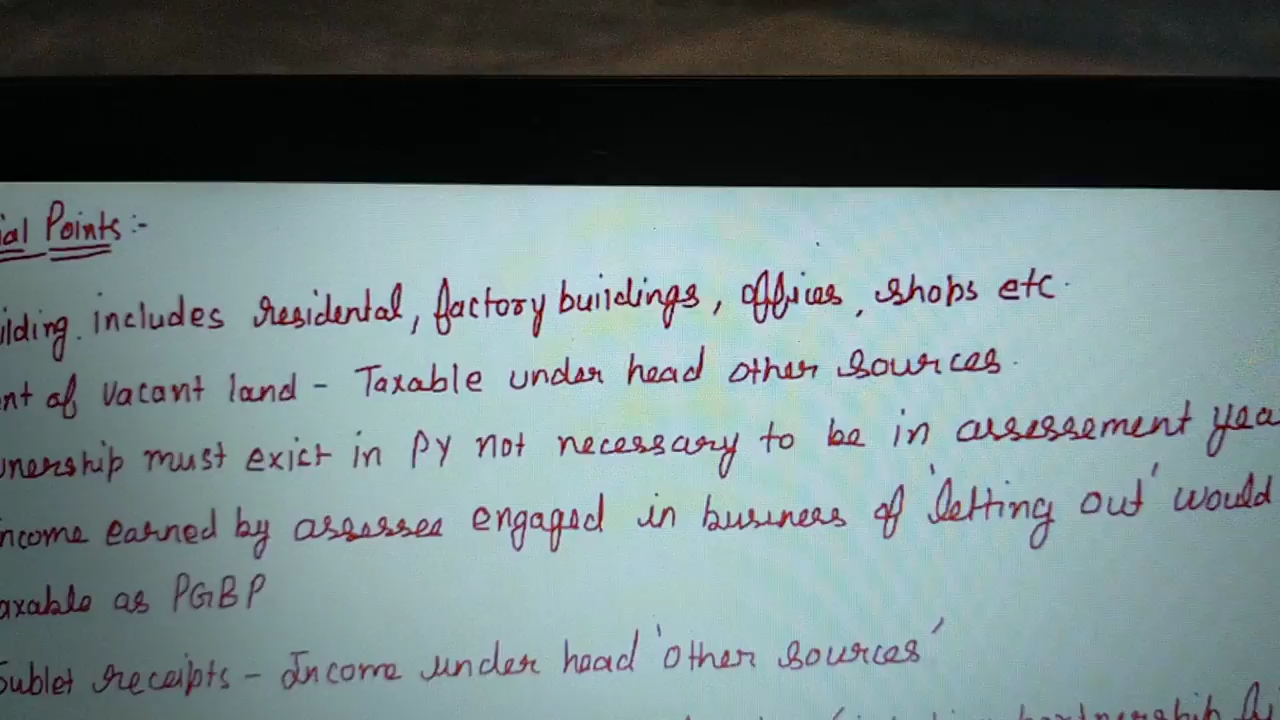 ial Points :-
ilding. includes residental, factory buildings, offices, shops etc.
nt of vacant land - Taxable under head other sources.
nership must exict in PY not necessary to be in assessement yea
ncome earned by assessee engaged in business of 'letting out' would
axable as PGBP
Sublet receipts - Income under head 'other sources'